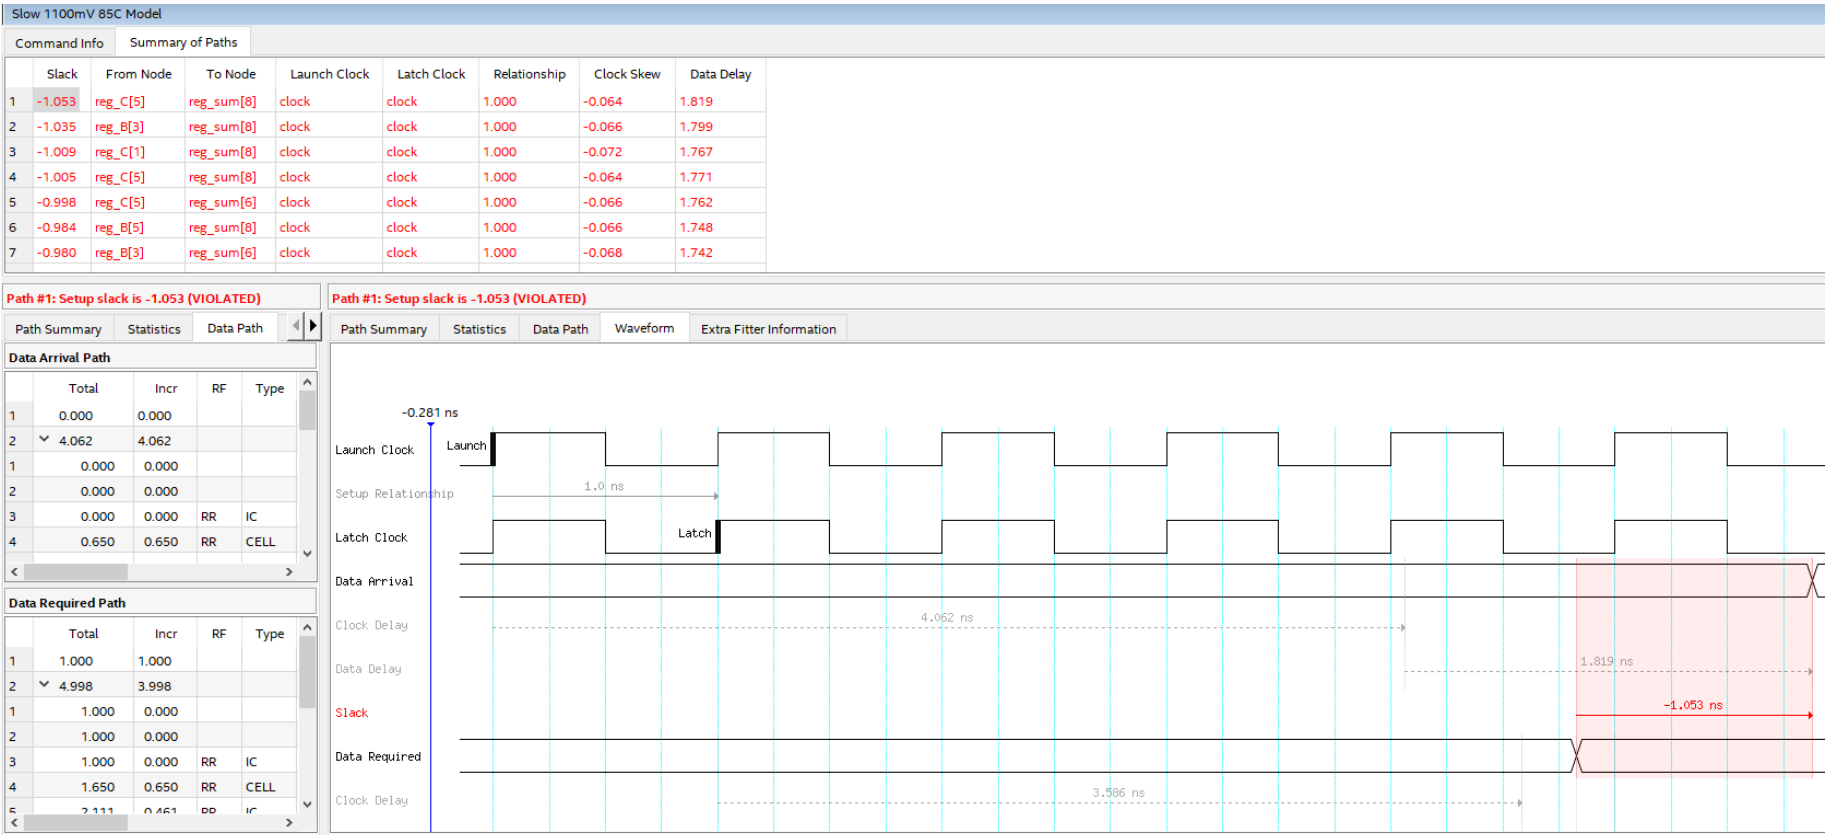 Slow 1100mV 85C Model
Command Info Summary of Paths
Slack From Node To Node Launch Clock Latch Clock Relationship Clock Skew Data Delay
1 -1.053 reg_C[5] reg_sum[8] clock clock 1.000 -0.064 1.819
2 -1.035 reg_B[3] reg_sum[8] clock clock 1.000 -0.066 1.799
3 -1.009 reg_C[1] reg_sum[8] clock clock 1.000 -0.072 1.767
4 -1.005 reg_C[5] reg_sum[8] clock clock 1.000 -0.064 1.771
5 -0.998 reg_C[5] reg_sum[6] clock clock 1.000 -0.066 1.762
6 -0.984 reg_B[5] reg_sum[8] clock clock 1.000 -0.066 1.748
7 -0.980 reg_B[3] reg_sum[6] clock clock 1.000 -0.068 1.742
Path #1: Setup slack is -1.053 (VIOLATED)
Path Summary Statistics Data Path
Data Arrival Path
Total Incr RF Type
1 0.000 0.000
2 4.062 4.062
1 0.000 0.000
2 0.000 0.000
3 0.000 0.000 RR IC
4 0.650 0.650 RR CELL
Data Required Path
Total Incr RF Type
1 1.000 1.000
2 4.998 3.998
1 1.000 0.000
2 1.000 0.000
3 1.000 0.000 RR IC
4 1.650 0.650 RR CELL
5 2.111 0.461 RR IC
Path #1: Setup slack is -1.053 (VIOLATED)
Path Summary Statistics Data Path Waveform Extra Fitter Information
-0.281 ns
Launch Clock Launch
Setup Relationship 1.0 ns
Latch Clock Latch
Data Arrival
Clock Delay 4.062 ns
Data Delay 1.819 ns
Slack -1.053 ns
Data Required
Clock Delay 3.586 ns